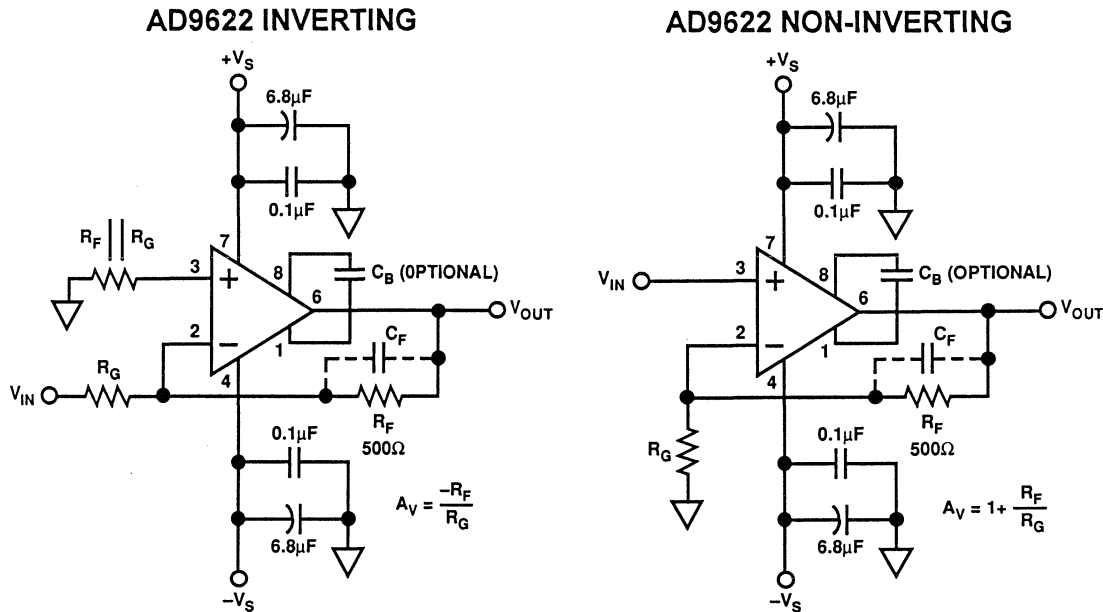 AD9622 INVERTING
+VS
6.8µF
0.1µF
RF || RG
7
3
+
8
CB (0PTIONAL)
6
VOUT
2
−
1
CF
4
RG
VIN
RF
500Ω
0.1µF
6.8µF
AV = −RF/RG
−VS
AD9622 NON-INVERTING
+VS
6.8µF
0.1µF
7
VIN
3
+
8
CB (OPTIONAL)
6
VOUT
2
−
1
CF
4
RF
500Ω
RG
0.1µF
6.8µF
AV = 1+ RF/RG
−VS